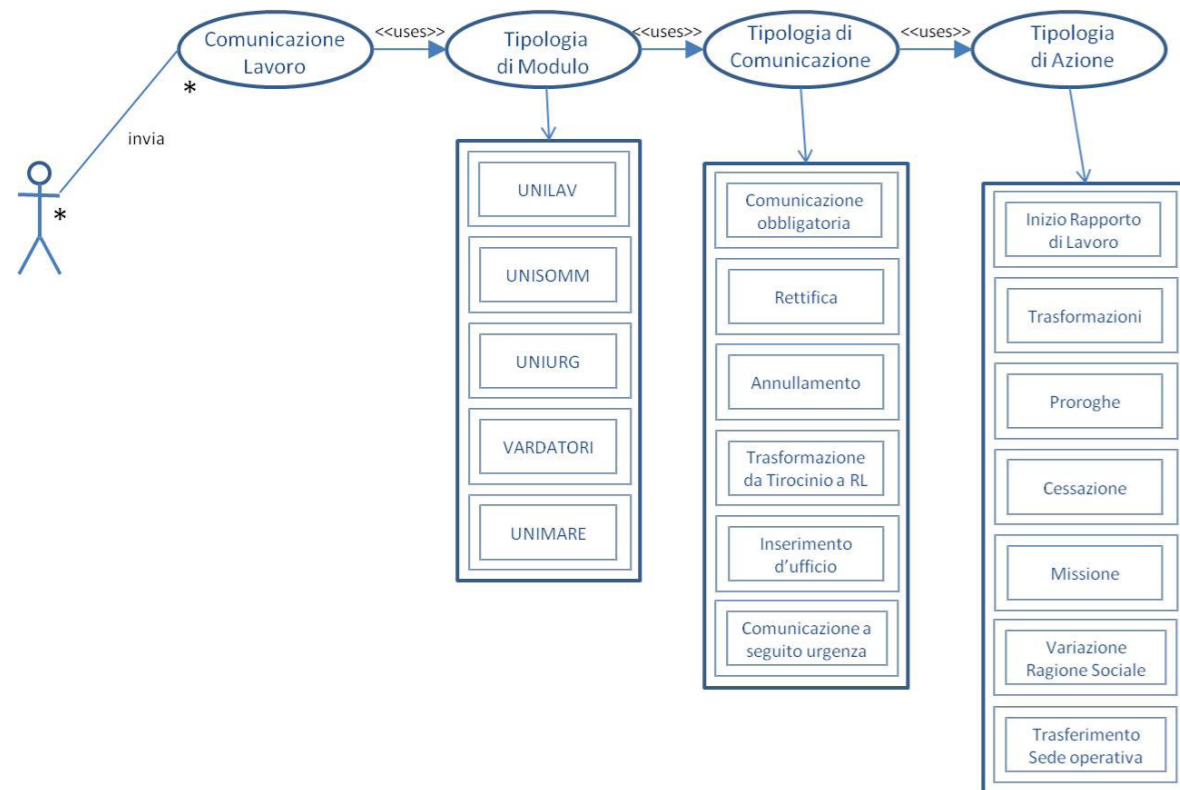 Comunicazione
Lavoro
<<uses>>
Tipologia
di Modulo
<<uses>>
Tipologia di
Comunicazione
<<uses>>
Tipologia
di Azione
*
invia
*
UNILAV
UNISOMM
UNIURG
VARDATORI
UNIMARE
Comunicazione
obbligatoria
Rettifica
Annullamento
Trasformazione
da Tirocinio a RL
Inserimento
d'ufficio
Comunicazione a
seguito urgenza
Inizio Rapporto
di Lavoro
Trasformazioni
Proroghe
Cessazione
Missione
Variazione
Ragione Sociale
Trasferimento
Sede operativa